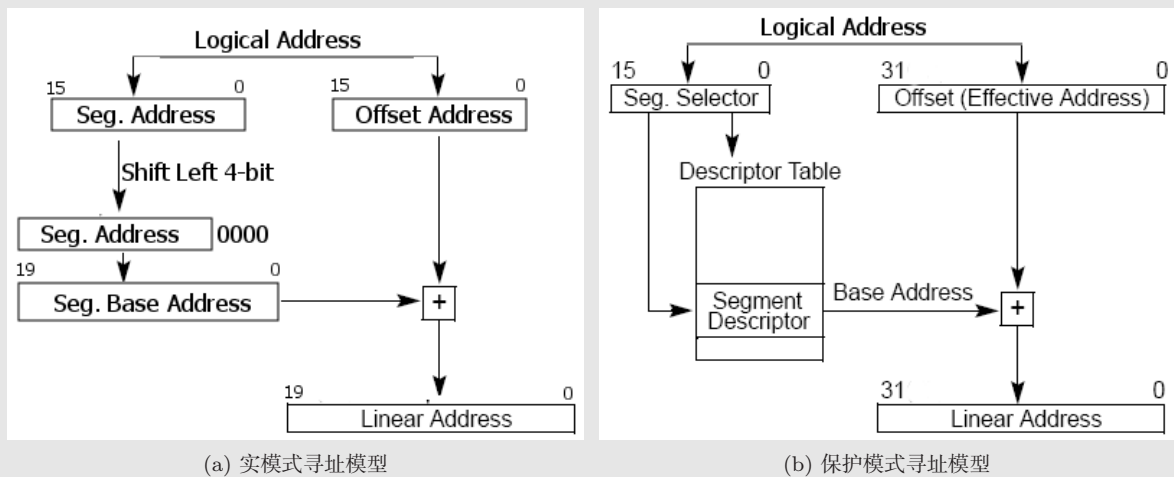 Logical Address
15 0
15 0
Seg. Address
Offset Address
Shift Left 4-bit
Seg. Address 0000
19 0
Seg. Base Address
+
19 0
Linear Address
(a) 实模式寻址模型
Logical Address
15 0
31 0
Seg. Selector
Offset (Effective Address)
Descriptor Table
Segment
Descriptor
Base Address
+
31 0
Linear Address
(b) 保护模式寻址模型